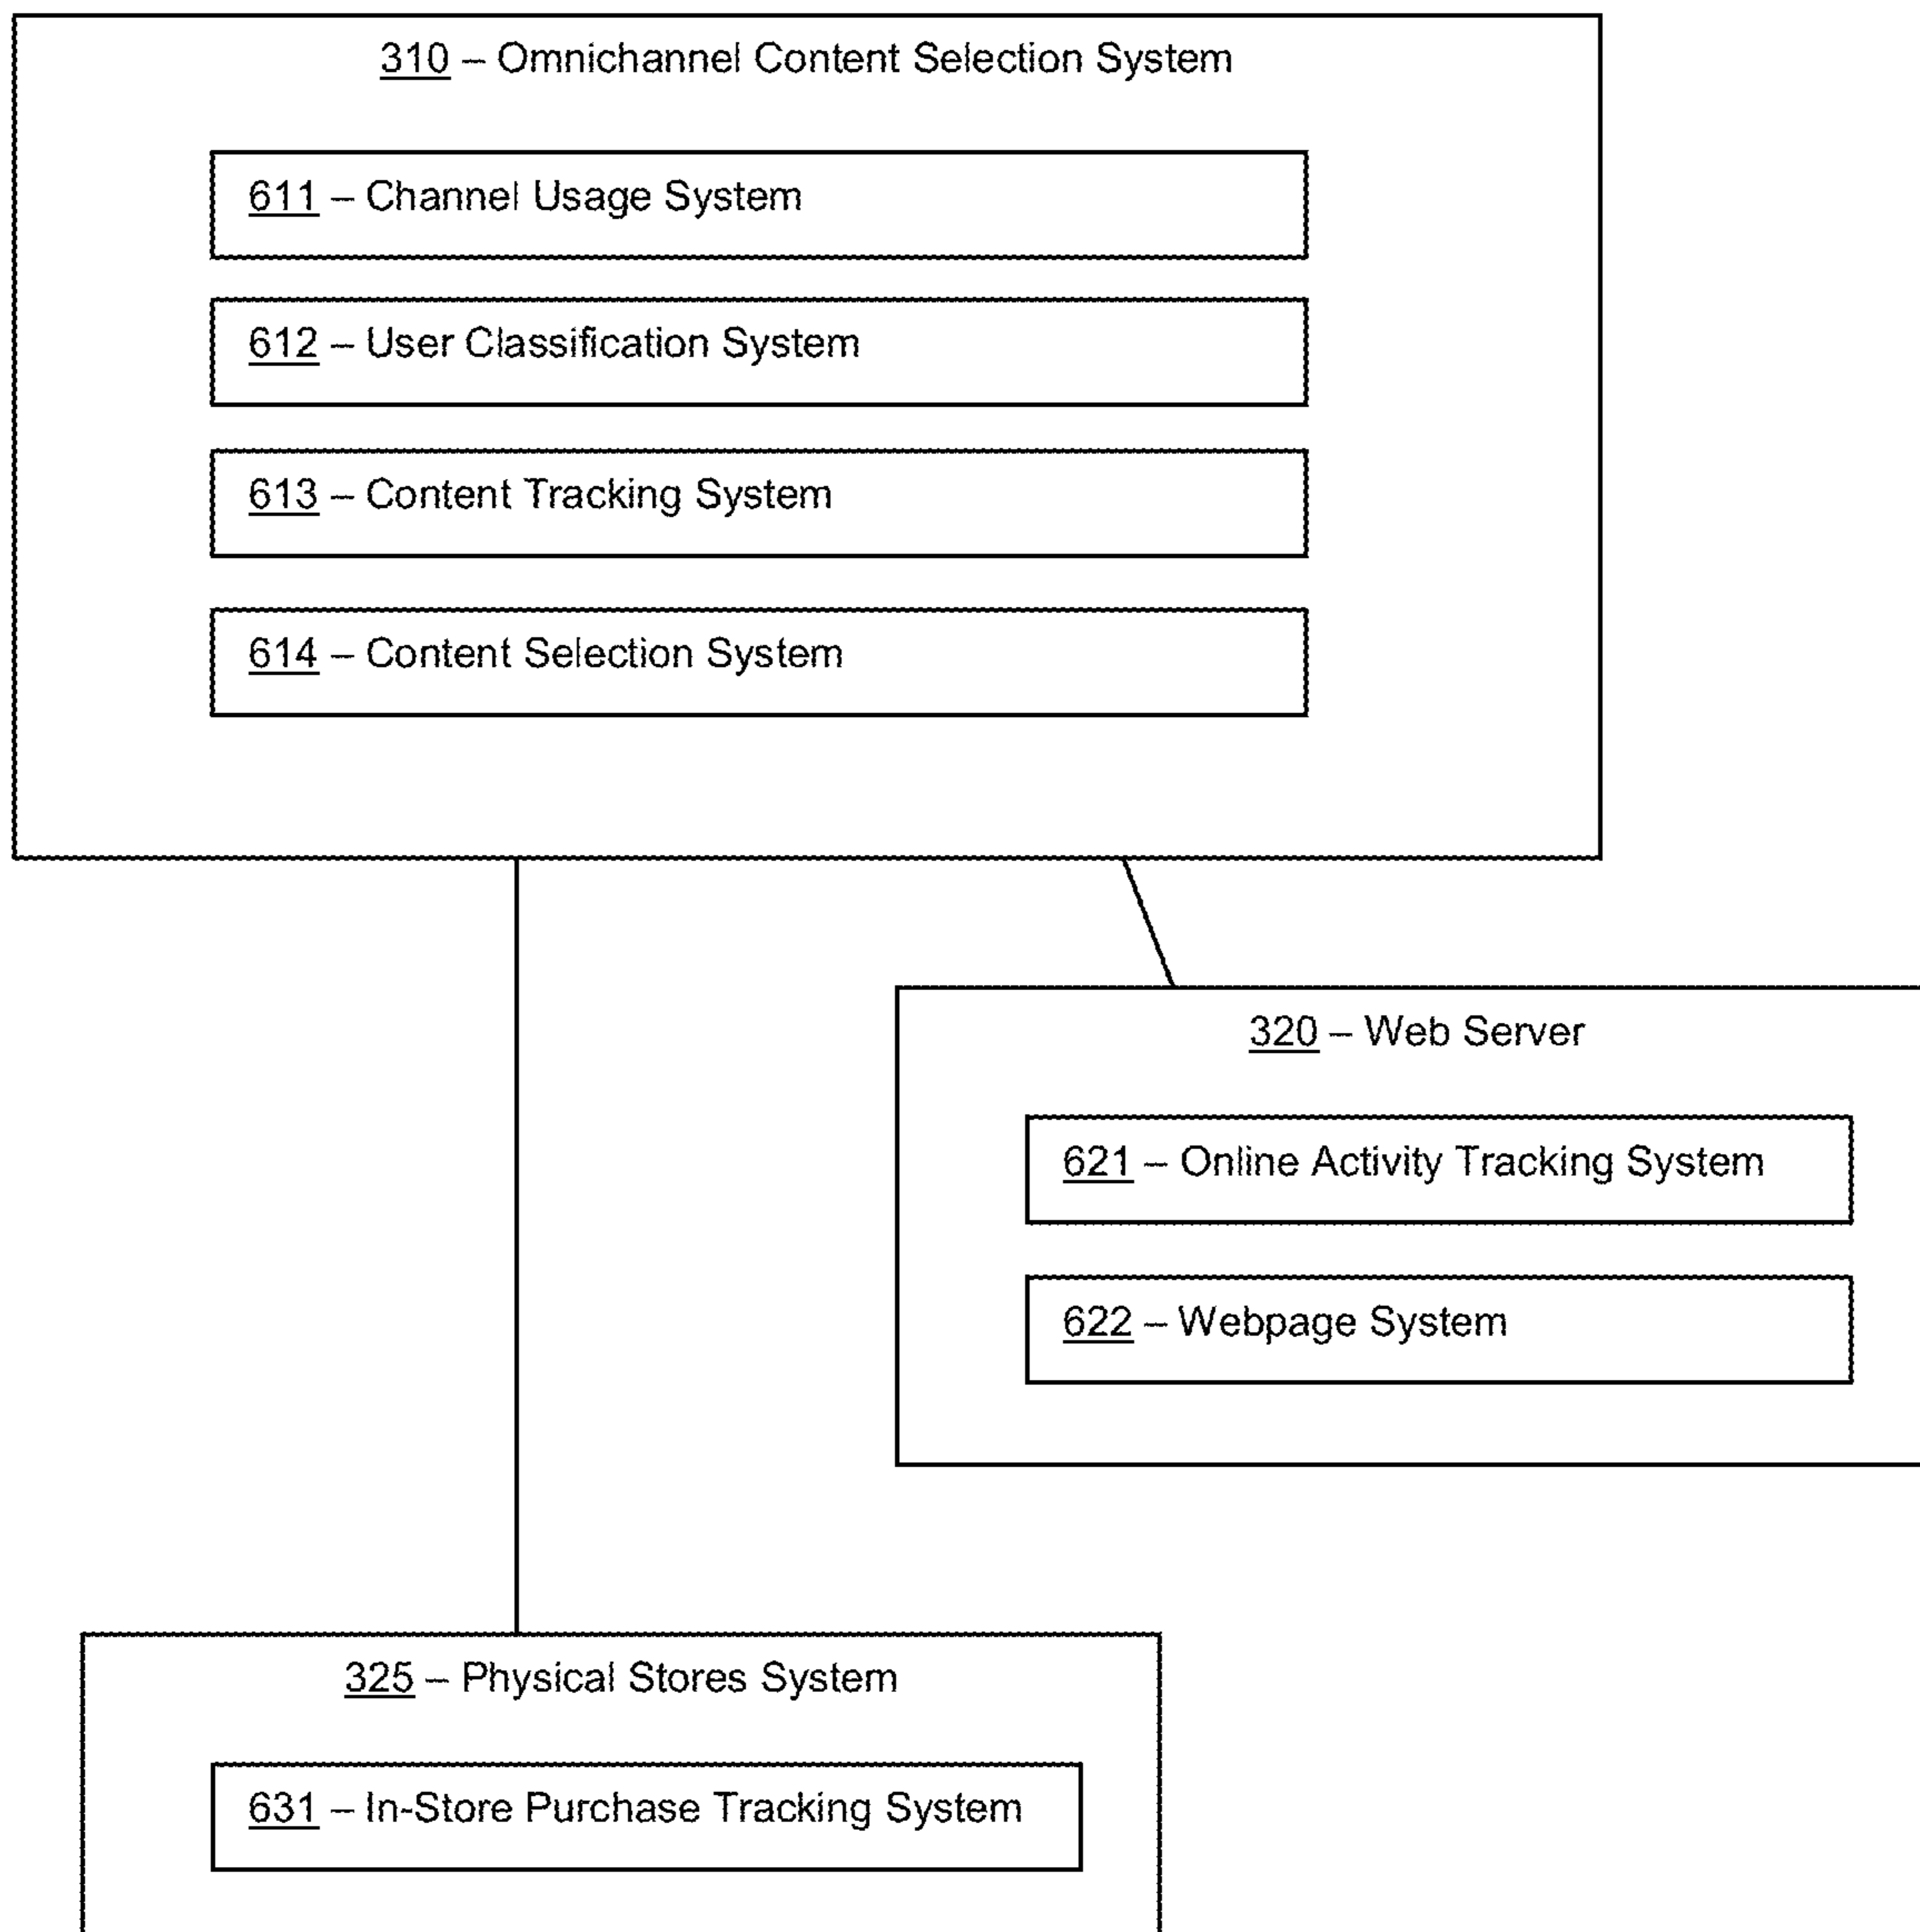 310 – Omnichannel Content Selection System
611 – Channel Usage System
612 – User Classification System
613 – Content Tracking System
614 – Content Selection System
320 – Web Server
621 – Online Activity Tracking System
622 – Webpage System
325 – Physical Stores System
631 – In-Store Purchase Tracking System